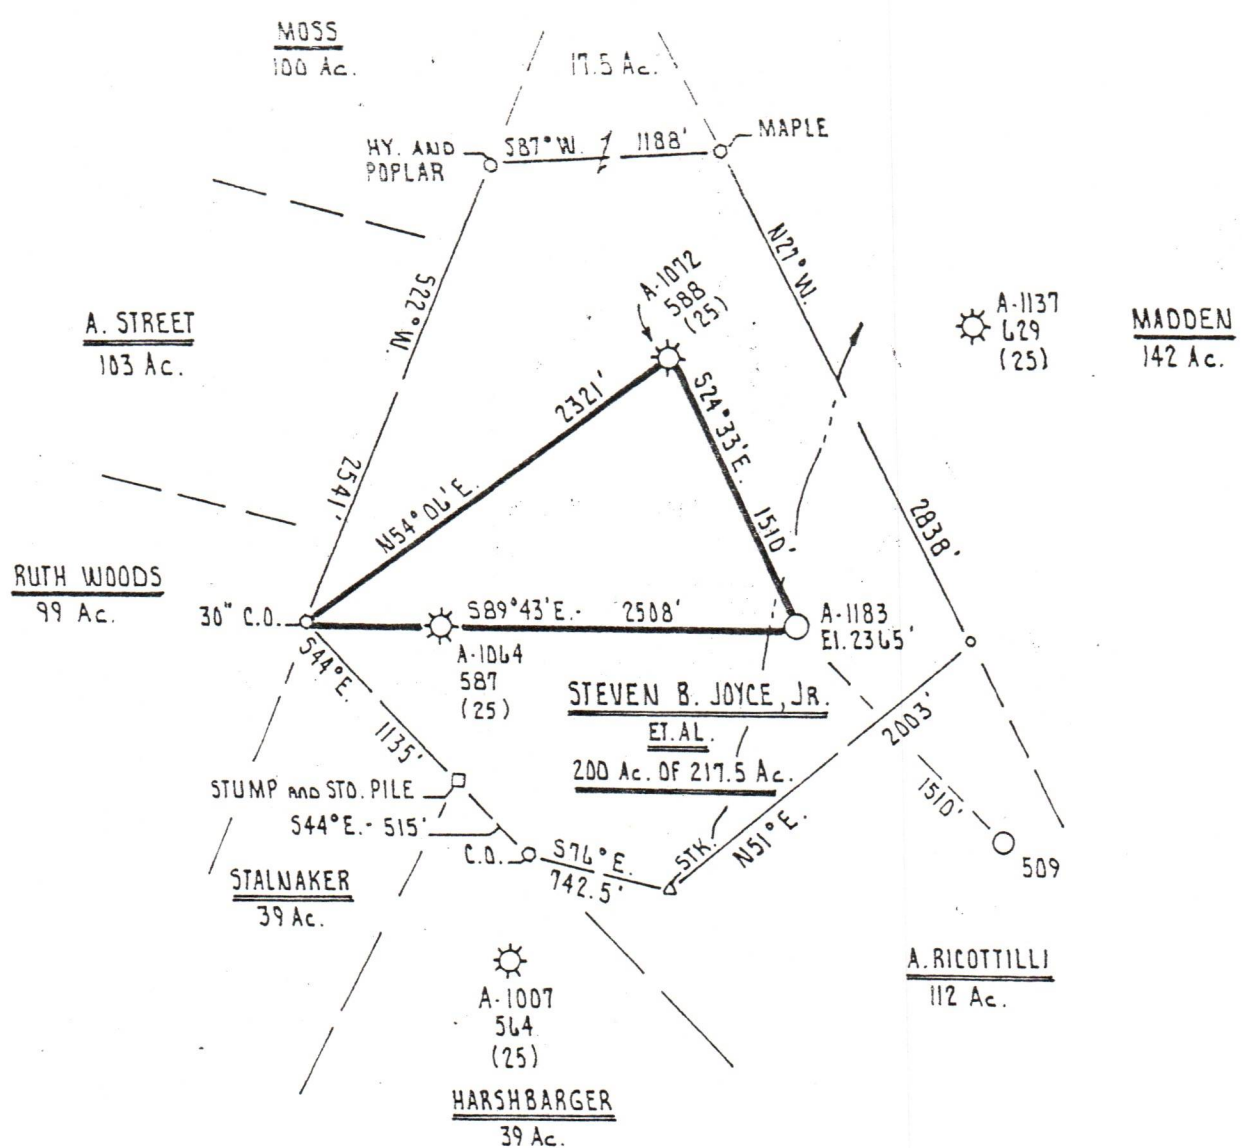 MOSS
100 Ac.
17.5 Ac.
HY. AND
POPLAR
S87°W.
1188'
MAPLE
N27°W.
S22°W.
A-1072
588
(25)
A-1137
629
(25)
MADDEN
142 Ac.
A. STREET
103 Ac.
2321'
S24°33'E.
2541'
N54°06'E.
1510'
2838'
RUTH WOODS
99 Ac.
30" C.O.
S89°43'E.- 2508'
A-1183
El. 2365'
A-1064
587
(25)
S44°E.
1135'
STEVEN B. JOYCE, JR.
ET. AL.
200 Ac. OF 217.5 Ac.
2003'
1510'
STUMP and STO. PILE
S44°E.- 515'
C.O.
S76°E.
742.5'
STK.
N51°E.
509
STALNAKER
39 Ac.
A-1007
564
(25)
A. RICOTTILLI
112 Ac.
HARSHBARGER
39 Ac.